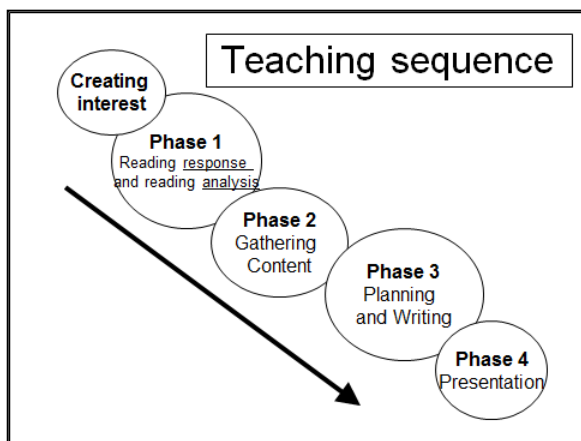 Teaching sequence
Creating
interest
Phase 1
Reading response
and reading analysis
Phase 2
Gathering
Content
Phase 3
Planning
and Writing
Phase 4
Presentation